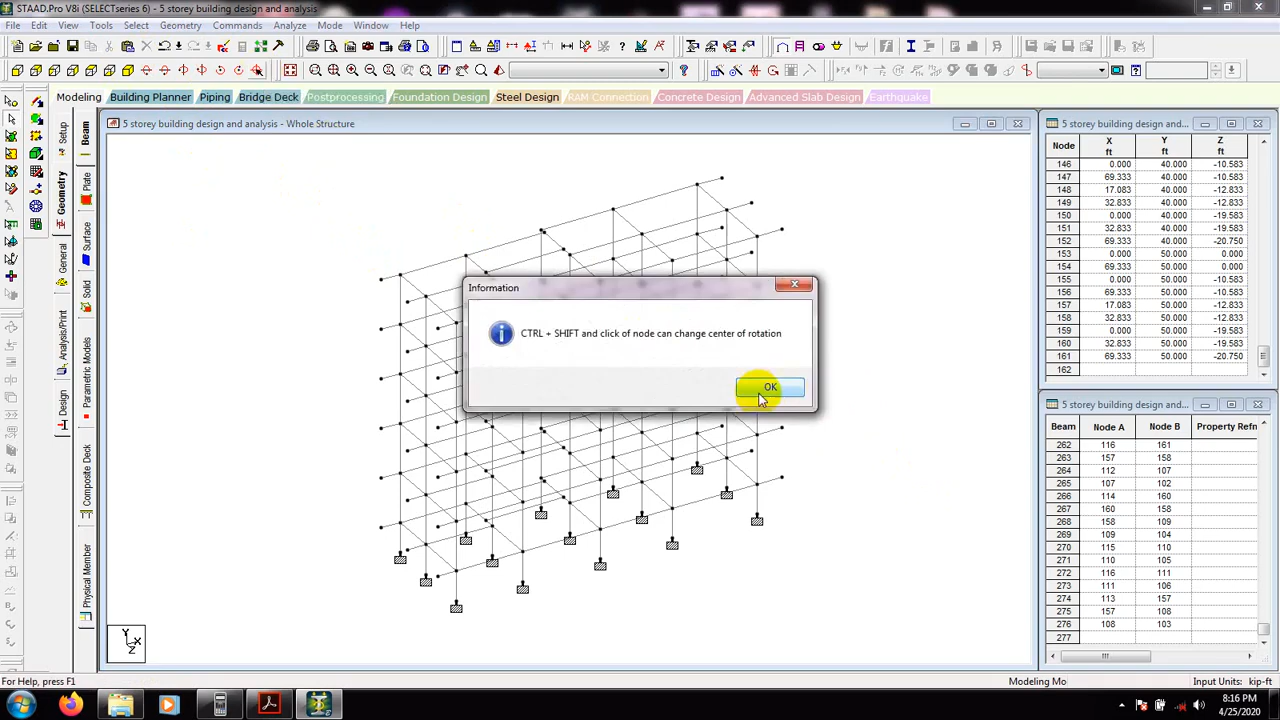 STAAD.Pro V8i (SELECTseries 6) - 5 storey building design and anaysis
File Edit View Tools Select Geometry Commands Analyze Mode Window Help
Modeling Building Planner Piping Bridge Deck Postprocessing Foundation Design Steel Design RAM Connection Concrete Design Advanced Slab Design Earthquake
Setup
Geometry
General
Analysis/Print
Design
Beam
Plate
Surface
Solid
Parametric Models
Composite Deck
Physical Member
5 storey building design and anaysis - Whole Structure
Information
CTRL + SHIFT and click of node can change center of rotation
OK
Y X
Z
5 storey building design and...
Node X ft Y ft Z ft
146 0.000 40.000 -10.583
147 69.333 40.000 -10.583
148 17.083 40.000 -12.833
149 32.833 40.000 -12.833
150 0.000 40.000 -19.583
151 32.833 40.000 -19.583
152 69.333 40.000 -20.750
153 0.000 50.000 0.000
154 69.333 50.000 0.000
155 0.000 50.000 -10.583
156 69.333 50.000 -10.583
157 17.083 50.000 -12.833
158 32.833 50.000 -12.833
159 0.000 50.000 -19.583
160 32.833 50.000 -19.583
161 69.333 50.000 -20.750
162
5 storey building design and...
Beam Node A Node B Property Refn
262 116 161
263 157 158
264 112 107
265 107 102
266 114 160
267 160 158
268 158 109
269 109 104
270 115 110
271 110 105
272 116 111
273 111 106
274 113 157
275 157 108
276 108 103
277
For Help, press F1
Modeling Mo
Input Units: kip-ft
8:16 PM
4/25/2020